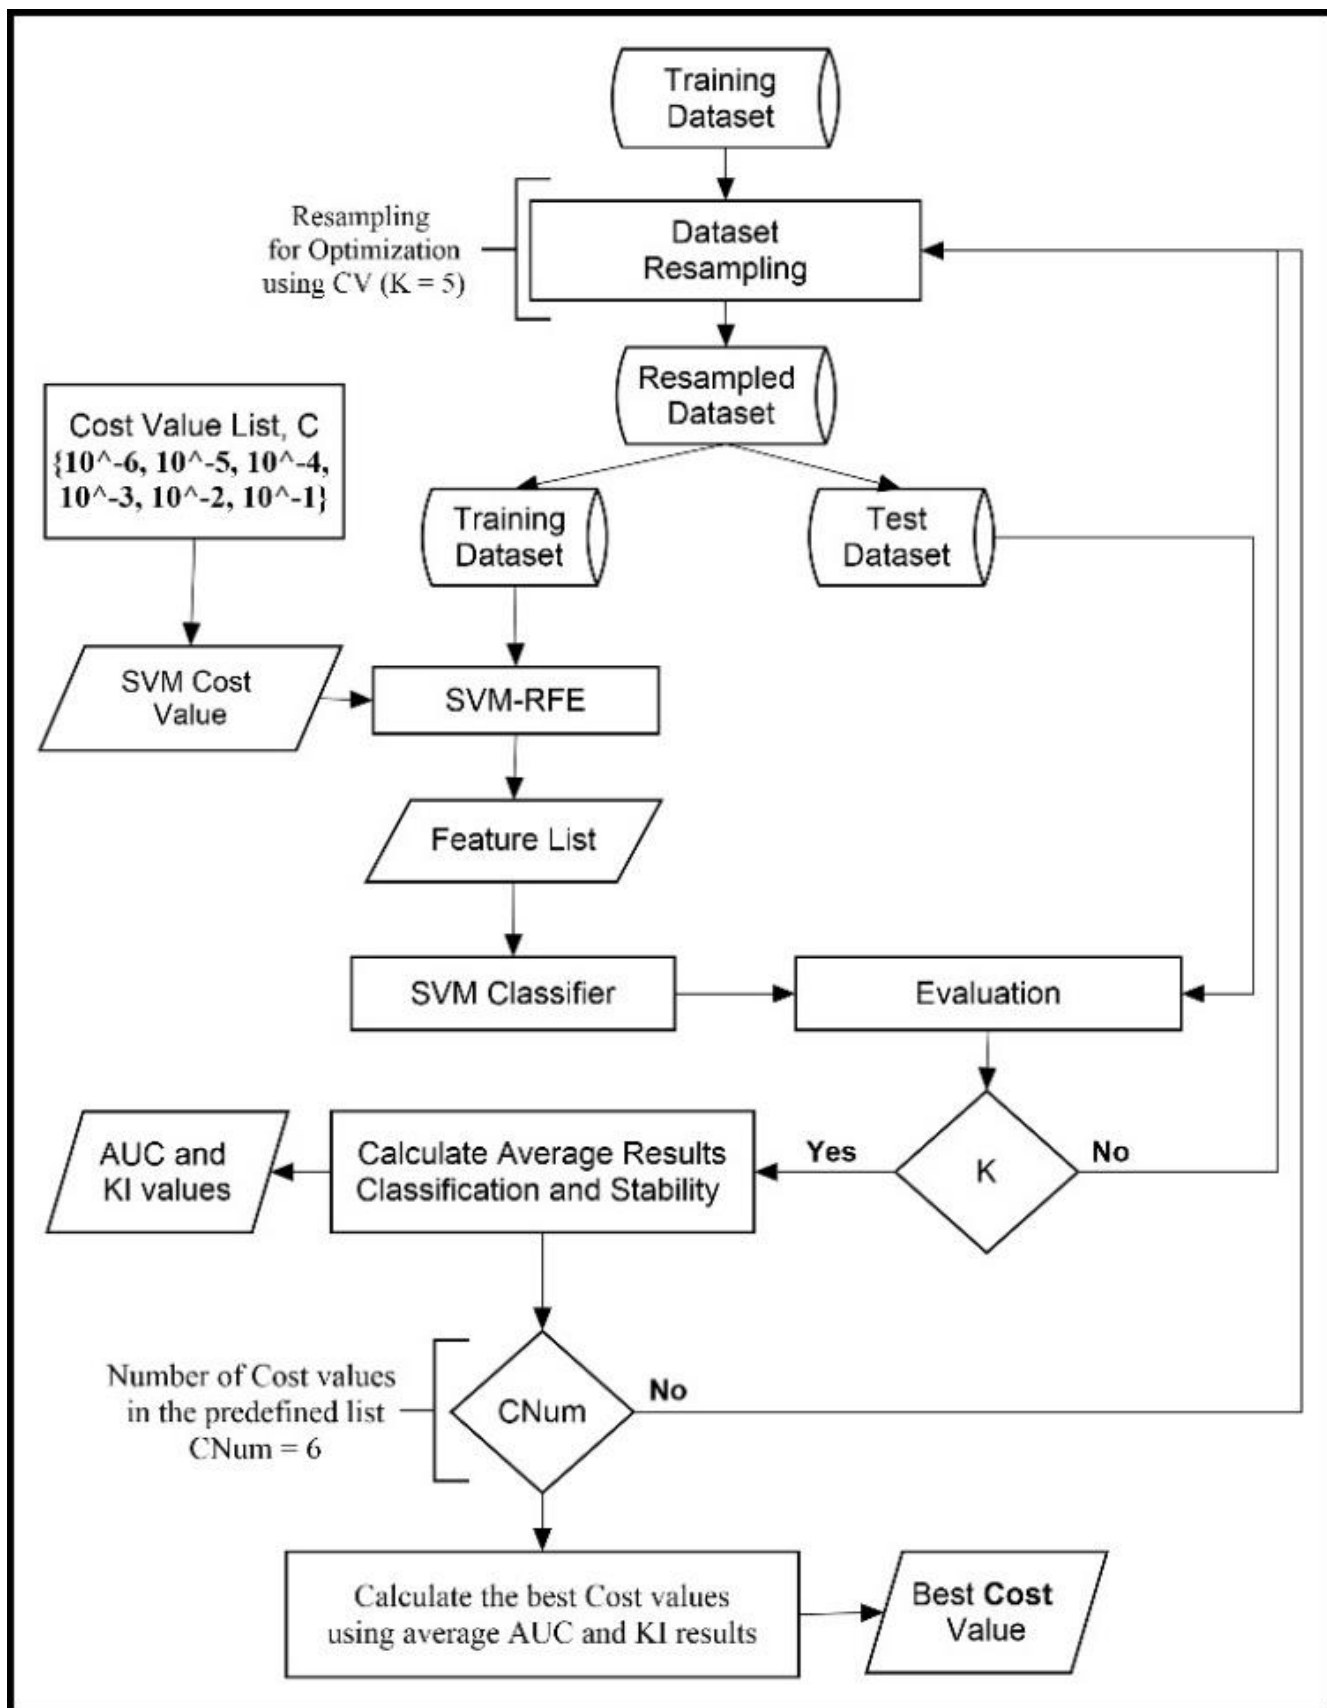 Training
Dataset
Resampling
for Optimization
using CV (K = 5)
Dataset
Resampling
Resampled
Dataset
Cost Value List, C
{10^-6, 10^-5, 10^-4,
10^-3, 10^-2, 10^-1}
Training
Dataset
Test
Dataset
SVM Cost
Value
SVM-RFE
Feature List
SVM Classifier
Evaluation
AUC and
KI values
Calculate Average Results
Classification and Stability
Yes
K
No
Number of Cost values
in the predefined list
CNum = 6
CNum
No
Calculate the best Cost values
using average AUC and KI results
Best Cost
Value